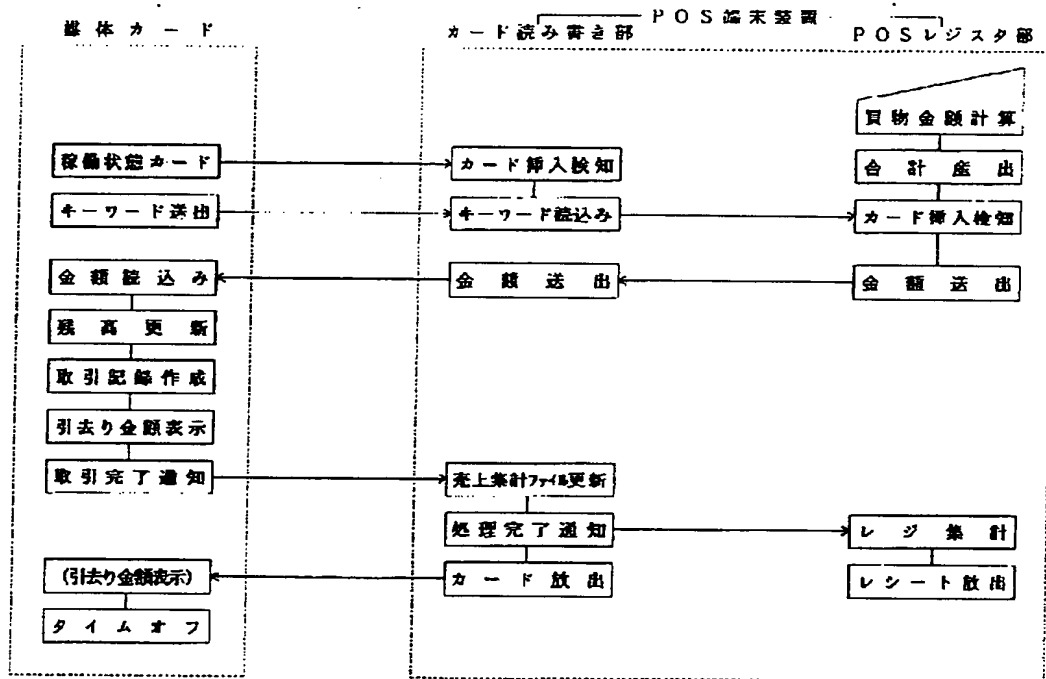 POS端末装置
媒体カード
カード読み書き部
POSレジスタ部
買物金額計算
稼働状態カード
カード挿入検知
合計産出
キーワード送出
キーワード読込み
カード挿入検知
金額読込み
金額送出
金額送出
残高更新
取引記録作成
引去り金額表示
取引完了通知
売上集計ファイル更新
処理完了通知
レジ集計
(引去り金額表示)
カード放出
レシート放出
タイムオフ